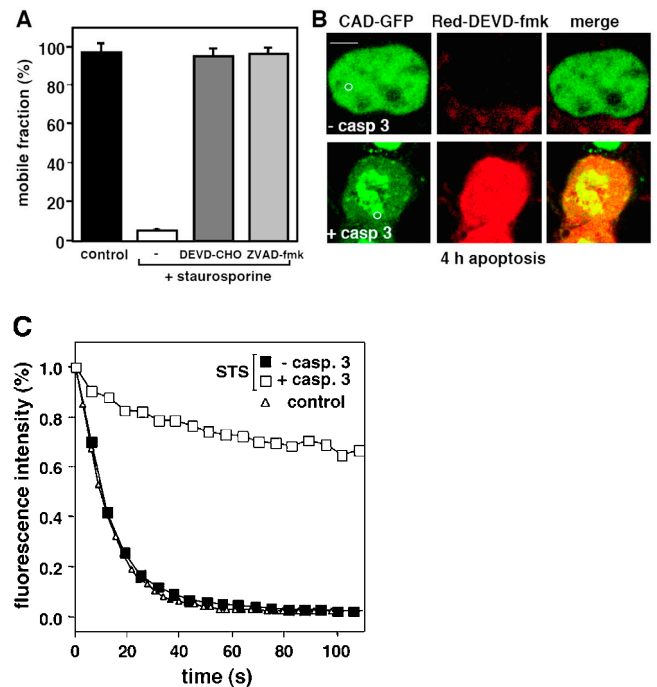 A
mobile fraction (%)
100
80
60
40
20
0
control
-
DEVD-CHO
ZVAD-fmk
+ staurosporine
B
CAD-GFP
Red-DEVD-fmk
merge
- casp 3
+ casp 3
4 h apoptosis
C
fluorescence intensity (%)
1.0
0.8
0.6
0.4
0.2
0.0
STS
- casp. 3
+ casp. 3
control
0
20
40
60
80
100
time (s)